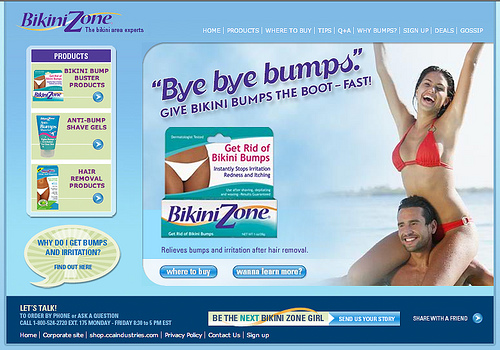 BikiniZone
The bikini area experts
HOME | PRODUCTS | WHERE TO BUY | TIPS | Q+A | WHY BUMPS? | SIGN UP | DEALS | GOSSIP
PRODUCTS
BIKINI BUMP
BUSTER
PRODUCTS
ANTI-BUMP
SHAVE GELS
HAIR
REMOVAL
PRODUCTS
WHY DO I GET BUMPS
AND IRRITATION?
FIND OUT HERE
"Bye bye bumps."
GIVE BIKINI BUMPS THE BOOT - FAST!
Dermatologist Tested
Get Rid of
Bikini Bumps
Instantly Stops Irritation
Redness and Itching
BikiniZone
Get Rid of Bikini Bumps
Relieves bumps and irritation after hair removal.
where to buy
wanna learn more?
LET'S TALK!
TO ORDER BY PHONE or ASK A QUESTION
CALL 1-800-524-2720 EXT. 175 MONDAY - FRIDAY 8:30 to 5 PM EST
BE THE NEXT BIKINI ZONE GIRL
SEND US YOUR STORY
SHARE WITH A FRIEND
Home | Corporate site | shop.ccaindustries.com | Privacy Policy | Contact Us | Sign up